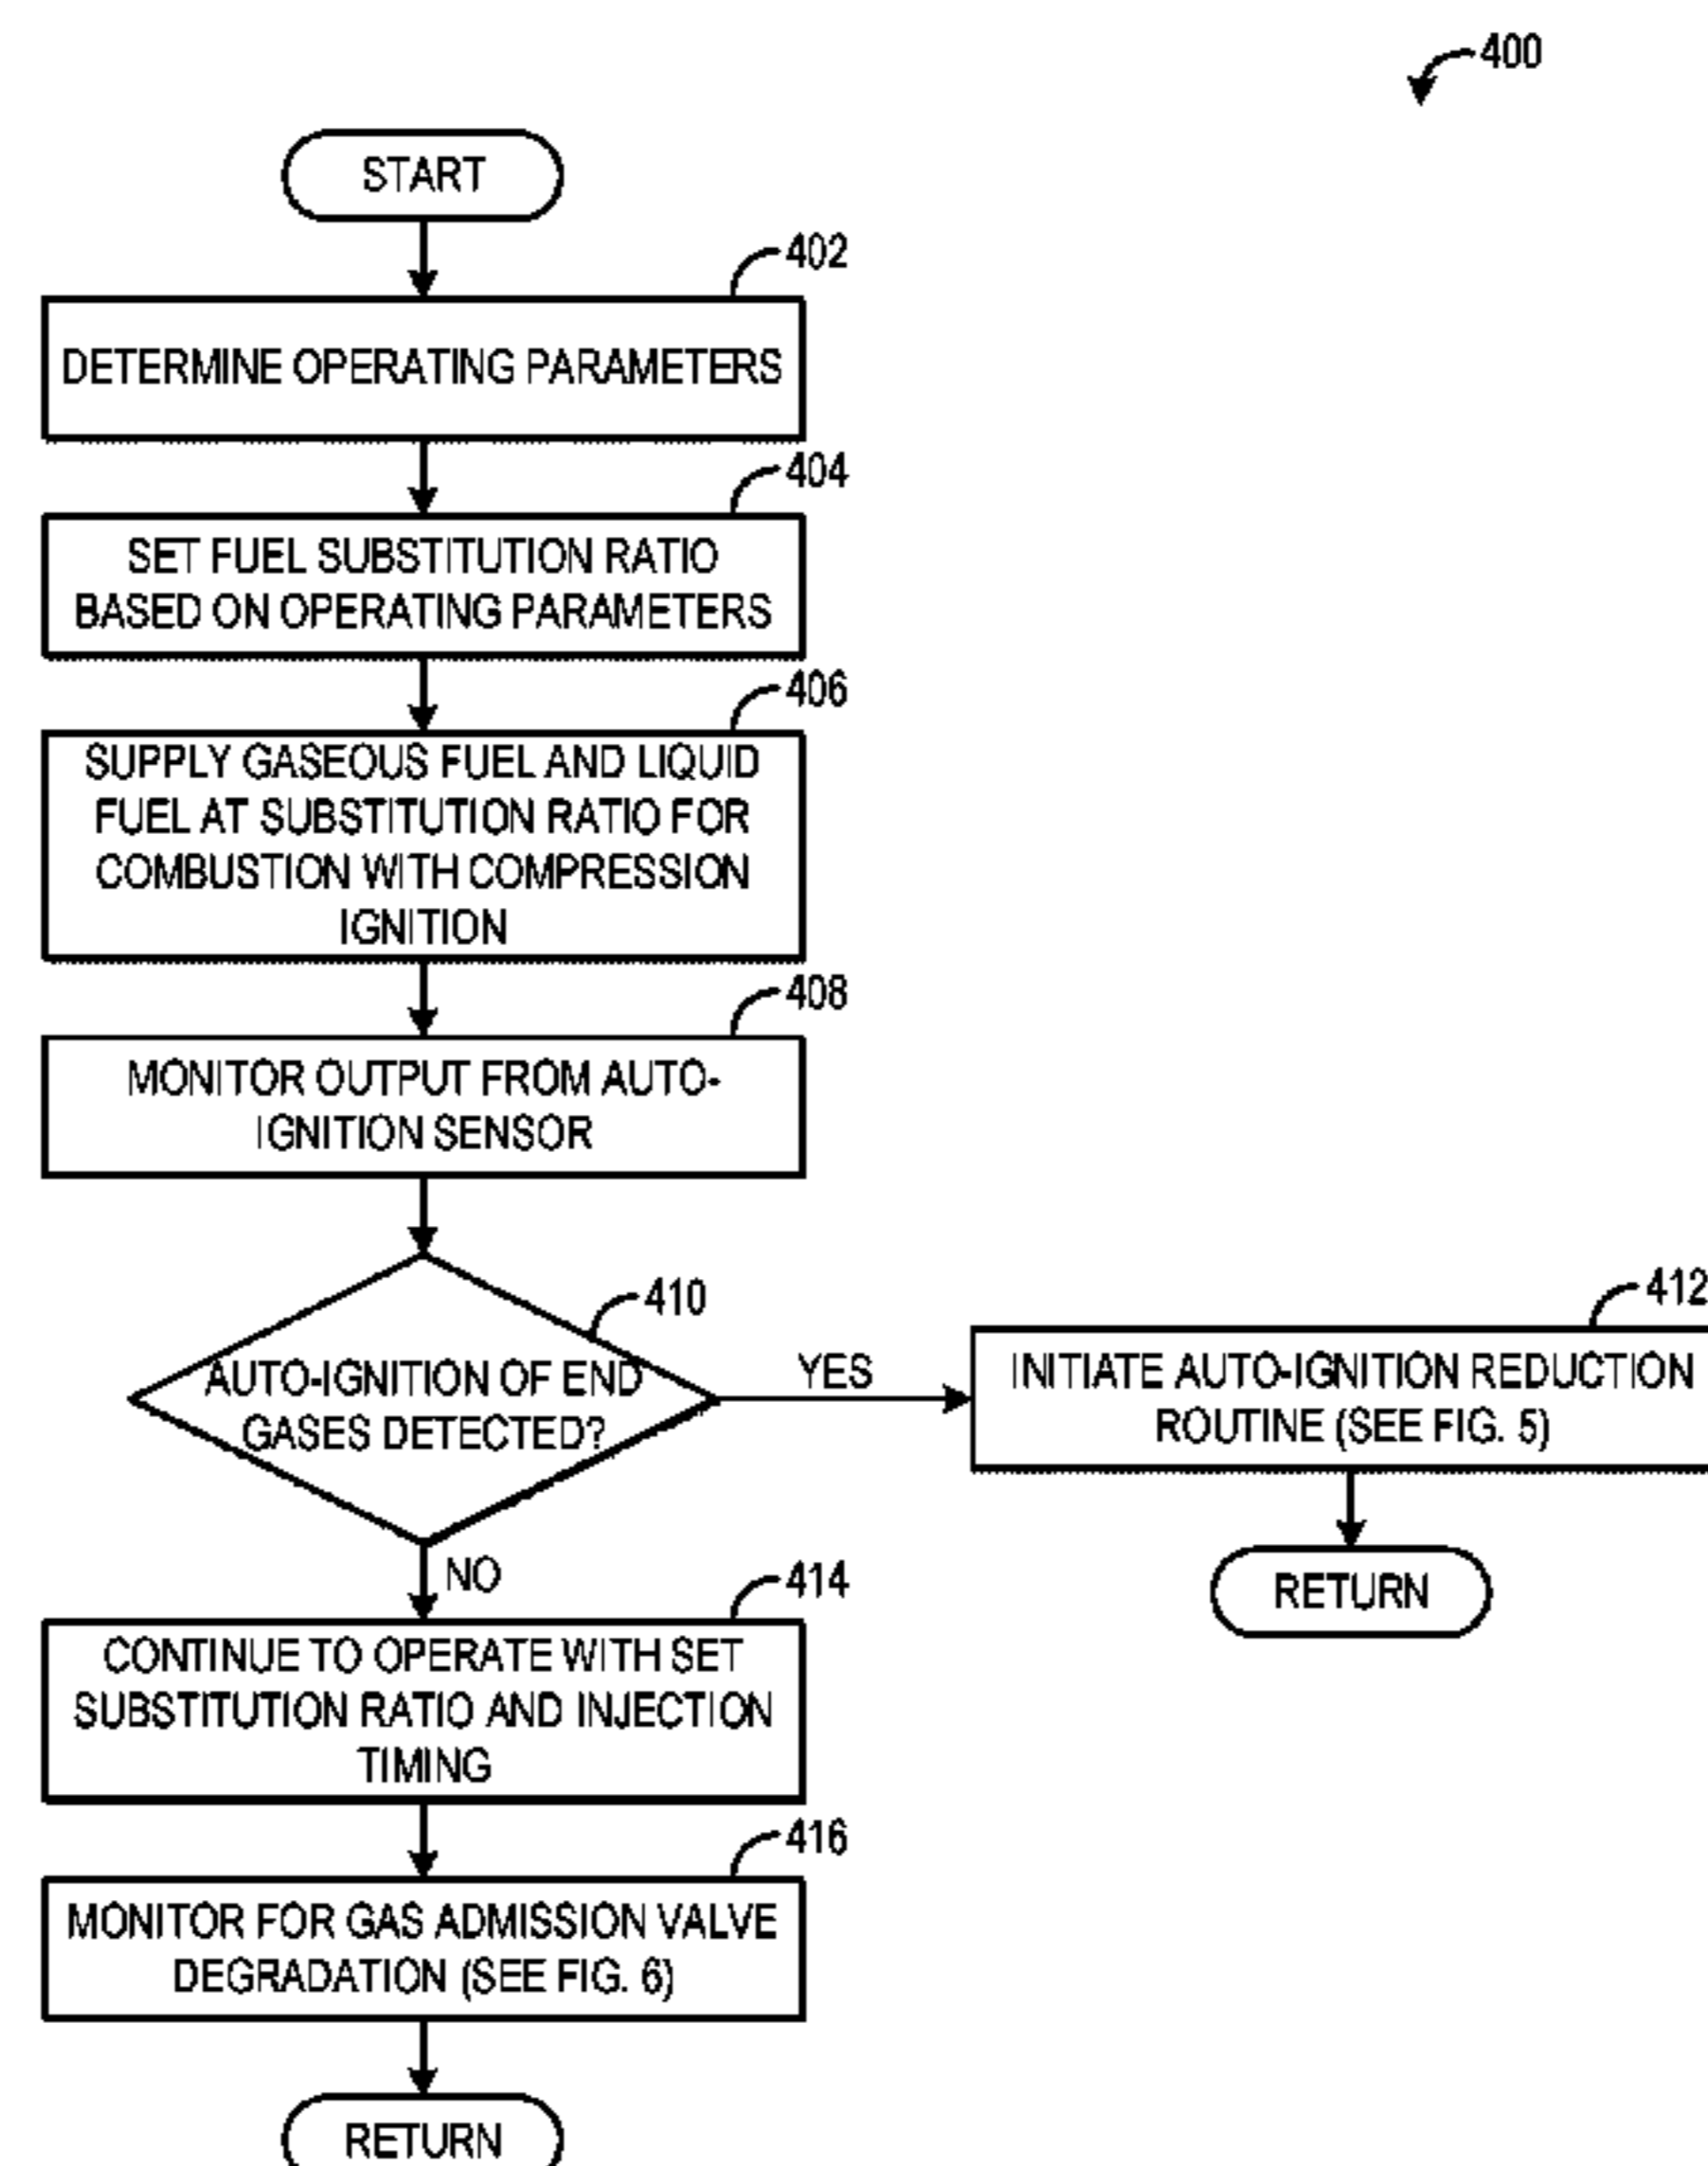 400
START
402
DETERMINE OPERATING PARAMETERS
404
SET FUEL SUBSTITUTION RATIO
BASED ON OPERATING PARAMETERS
406
SUPPLY GASEOUS FUEL AND LIQUID
FUEL AT SUBSTITUTION RATIO FOR
COMBUSTION WITH COMPRESSION
IGNITION
408
MONITOR OUTPUT FROM AUTO-
IGNITION SENSOR
410
AUTO-IGNITION OF END
GASES DETECTED?
YES
412
INITIATE AUTO-IGNITION REDUCTION
ROUTINE (SEE FIG. 5)
RETURN
NO
414
CONTINUE TO OPERATE WITH SET
SUBSTITUTION RATIO AND INJECTION
TIMING
416
MONITOR FOR GAS ADMISSION VALVE
DEGRADATION (SEE FIG. 6)
RETURN